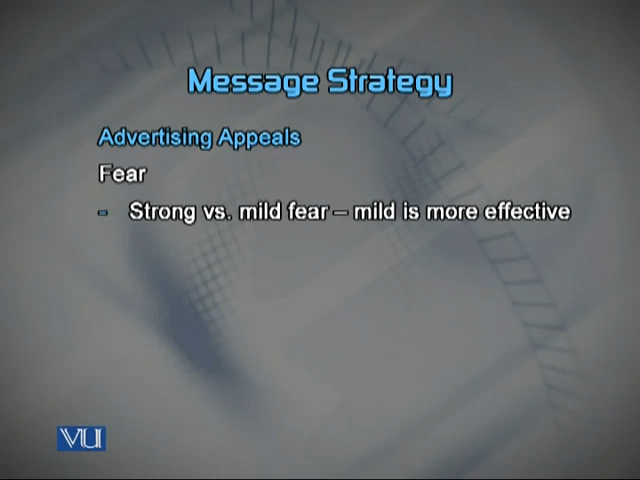 Message Strategy
Advertising Appeals
Fear
- Strong vs. mild fear – mild is more effective
VU